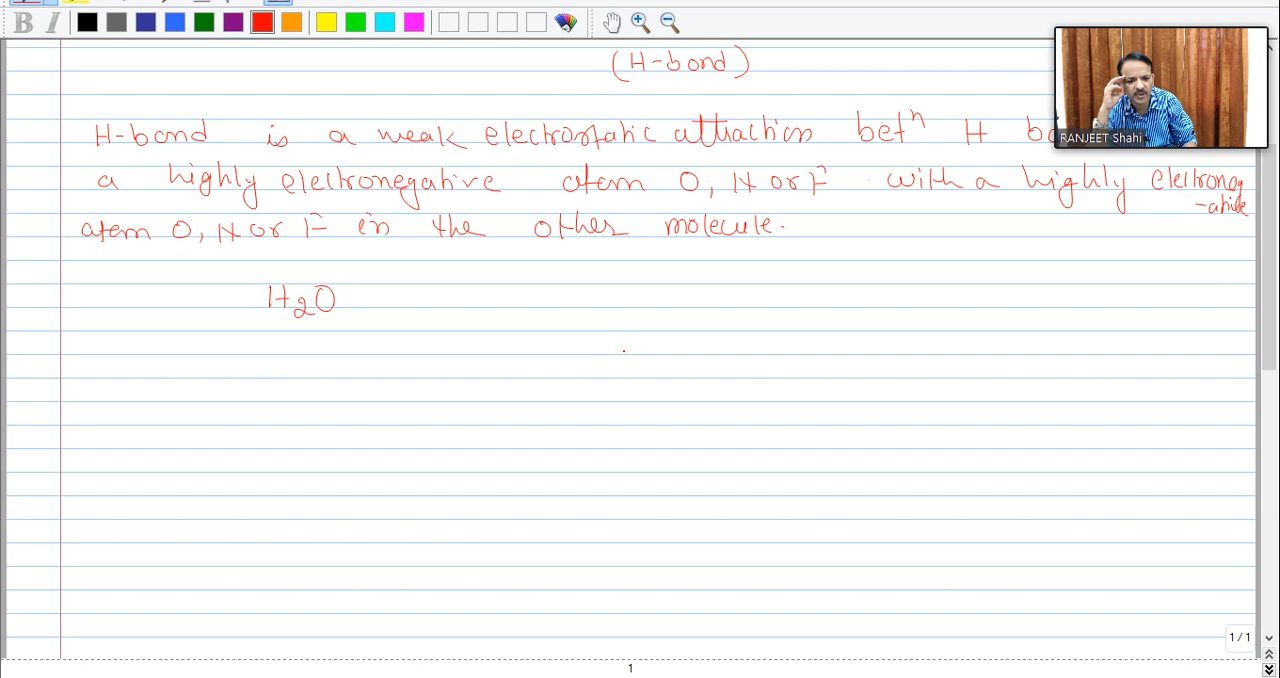 B I
(H-bond)
RANJEET Shahi
H-bond is a weak electrostatic attraction betⁿ H
a highly electronegative atom O, N or F with a highly electroneg
-ative
atom O, N or F in the other molecule.
H₂O
1 / 1
1